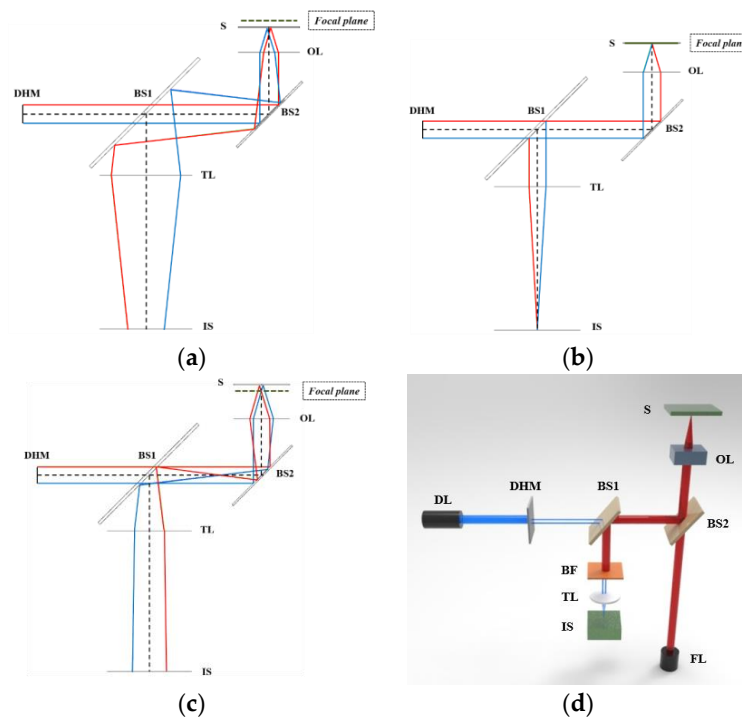 S
Focal plane
OL
DHM
BS1
BS2
TL
IS
(a)
S
Focal plane
OL
DHM
BS1
BS2
TL
IS
(b)
S
Focal plane
OL
DHM
BS1
BS2
TL
IS
(c)
S
OL
DL
DHM
BS1
BS2
BF
TL
IS
FL
(d)